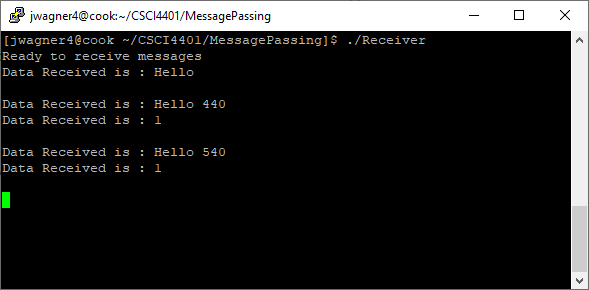 jwagner4@cook:~/CSCI4401/MessagePassing
[jwagner4@cook ~/CSCI4401/MessagePassing]$ ./Receiver
Ready to receive messages
Data Received is : Hello
Data Received is : Hello 440
Data Received is : 1
Data Received is : Hello 540
Data Received is : 1